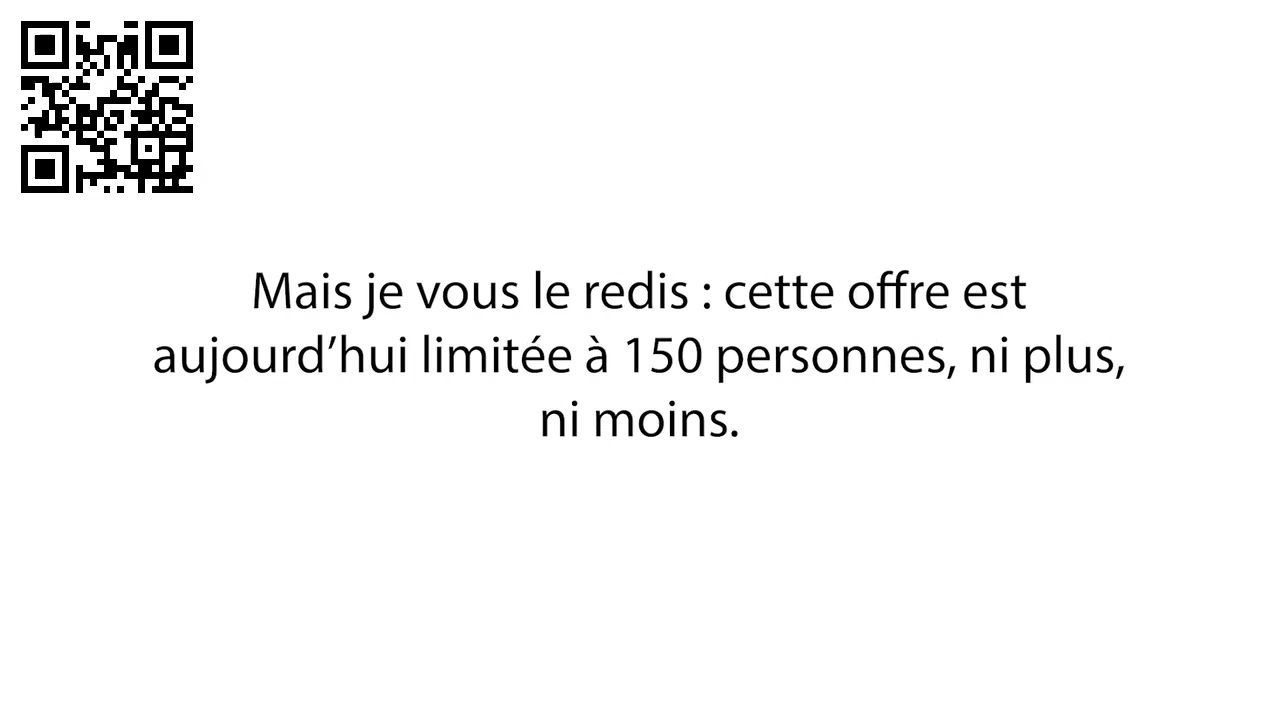 Mais je vous le redis : cette offre est
aujourd’hui limitée à 150 personnes, ni plus,
ni moins.